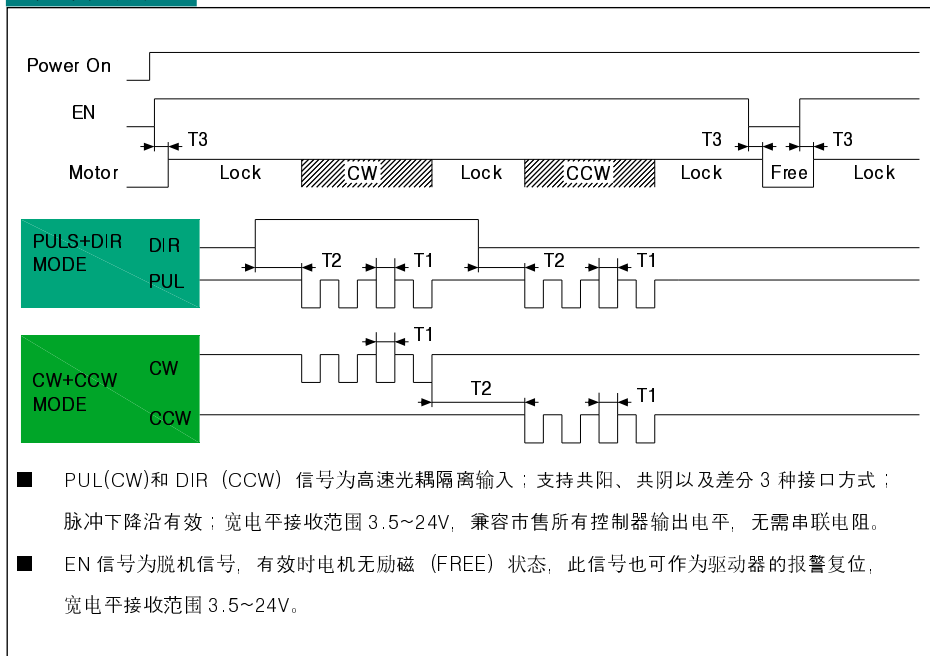 Power On
EN
T3 T3 T3
Motor Lock CW Lock CCW Lock Free Lock
PULS+DIR MODE DIR
T2 T1 T2 T1
PUL
T1
CW+CCW MODE CW
T2 T1
CCW
■ PUL(CW)和 DIR (CCW) 信号为高速光耦隔离输入；支持共阳、共阴以及差分 3 种接口方式；
脉冲下降沿有效；宽电平接收范围 3.5~24V，兼容市售所有控制器输出电平，无需串联电阻。
■ EN 信号为脱机信号，有效时电机无励磁 (FREE) 状态，此信号也可作为驱动器的报警复位，
宽电平接收范围 3.5~24V。